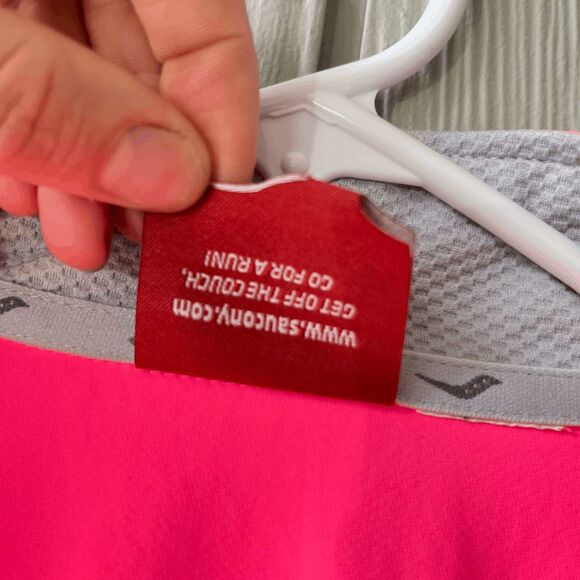 www.saucony.com
GET OFF THE COUCH,
GO FOR A RUN!